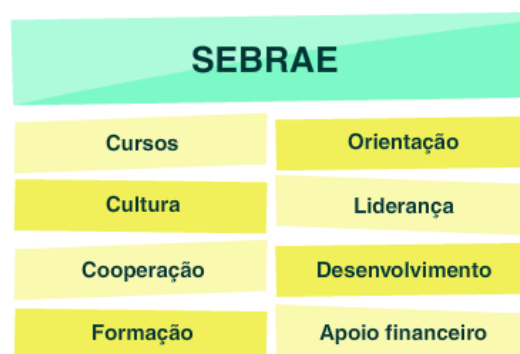 SEBRAE
Cursos
Orientação
Cultura
Liderança
Cooperação
Desenvolvimento
Formação
Apoio financeiro